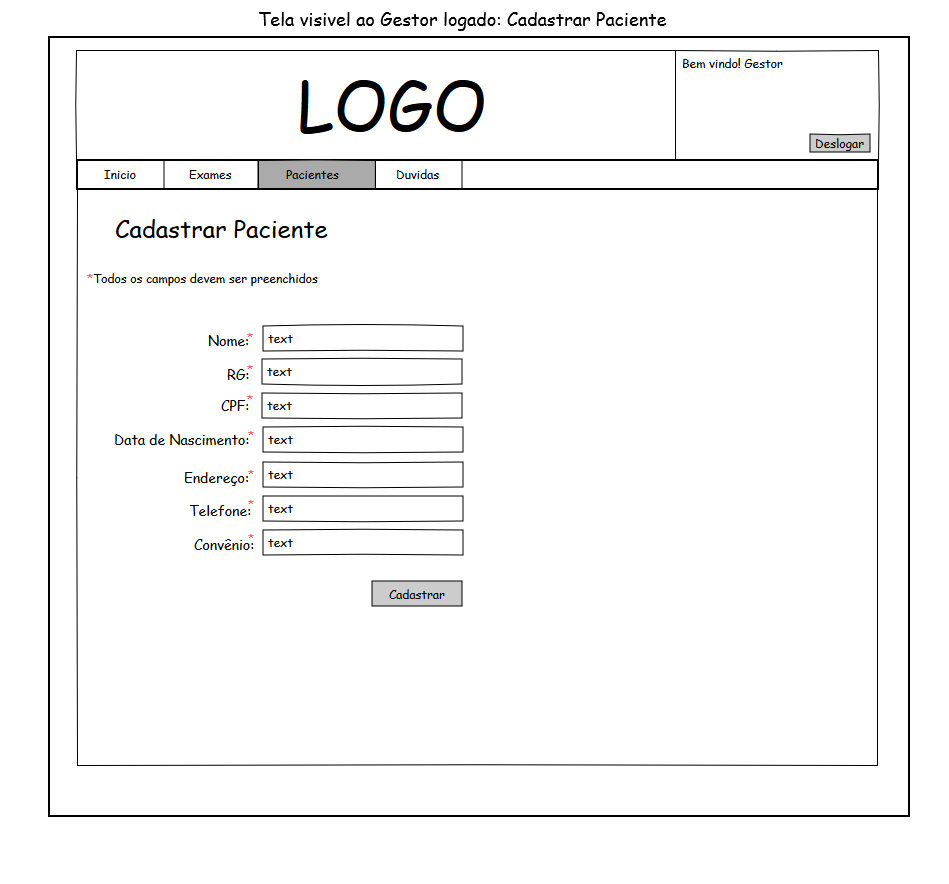 Tela visivel ao Gestor logado: Cadastrar Paciente
LOGO
Bem vindo! Gestor
Deslogar
Inicio Exames Pacientes Duvidas
Cadastrar Paciente
*Todos os campos devem ser preenchidos
Nome:* text
RG:* text
CPF:* text
Data de Nascimento:* text
Endereço:* text
Telefone:* text
Convênio:* text
Cadastrar